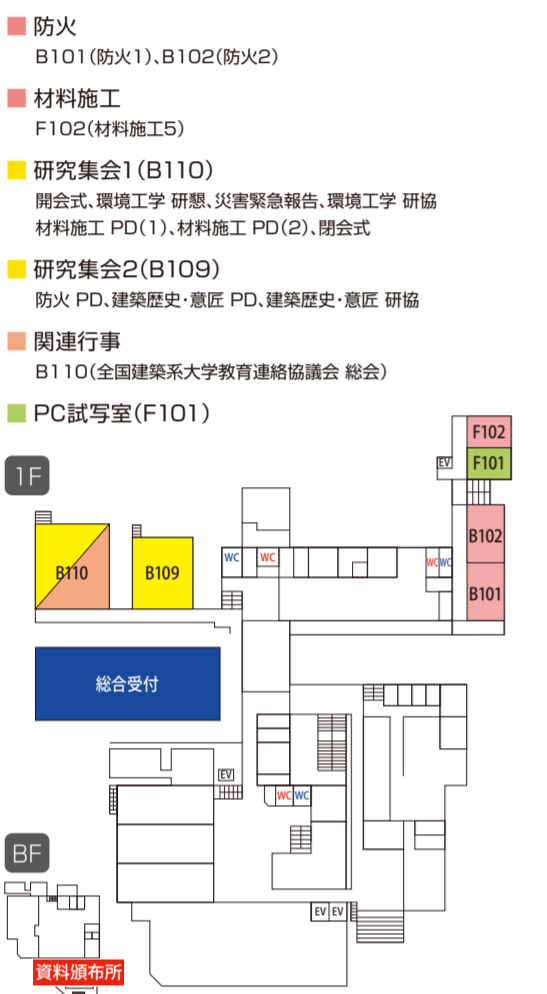 防火
B101(防火1)、B102(防火2)
材料施工
F102(材料施工5)
研究集会1(B110)
開会式、環境工学 研懇、災害緊急報告、環境工学 研協
材料施工 PD(1)、材料施工 PD(2)、閉会式
研究集会2(B109)
防火 PD、建築歴史・意匠 PD、建築歴史・意匠 研協
関連行事
B110(全国建築系大学教育連絡協議会 総会)
PC試写室(F101)
F102
EV
F101
1F
B102
B110
B109
WC
WC
WC
WC
B101
総合受付
EV
WC
WC
BF
EV
EV
資料頒布所